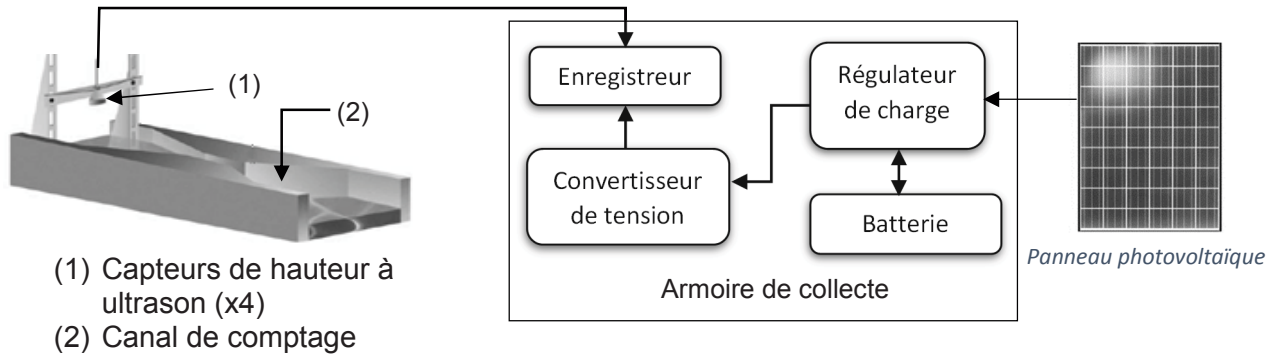 (1)
(2)
(1) Capteurs de hauteur à
ultrason (x4)
(2) Canal de comptage
Enregistreur
Régulateur
de charge
Convertisseur
de tension
Batterie
Armoire de collecte
Panneau photovoltaïque